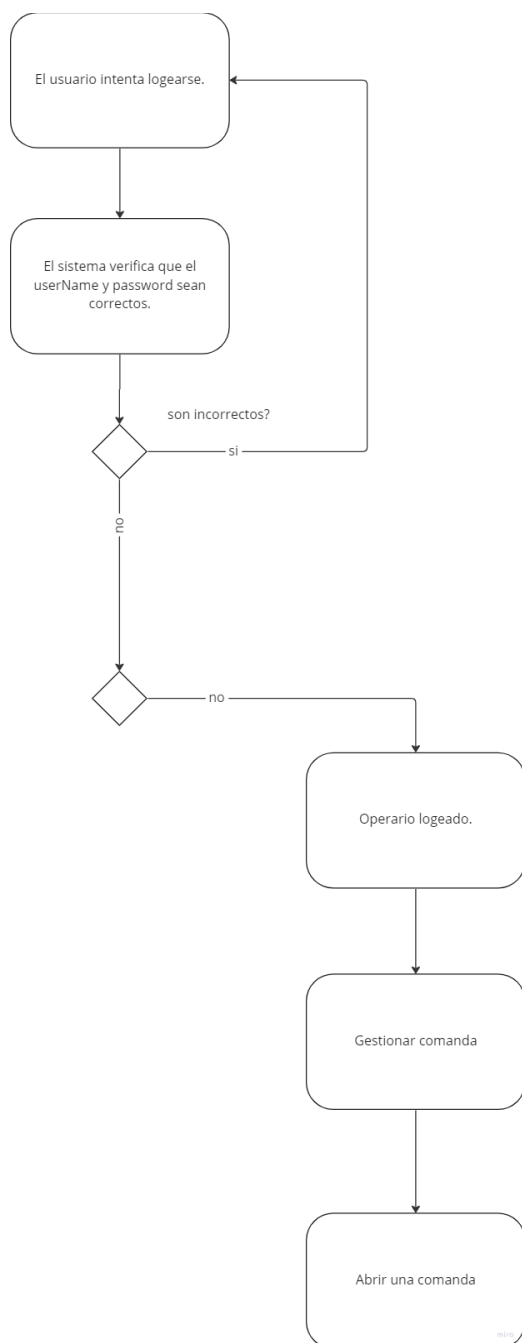 El usuario intenta logearse.
El sistema verifica que el
userName y password sean
correctos.
son incorrectos?
si
no
no
Operario logeado.
Gestionar comanda
Abrir una comanda
miro